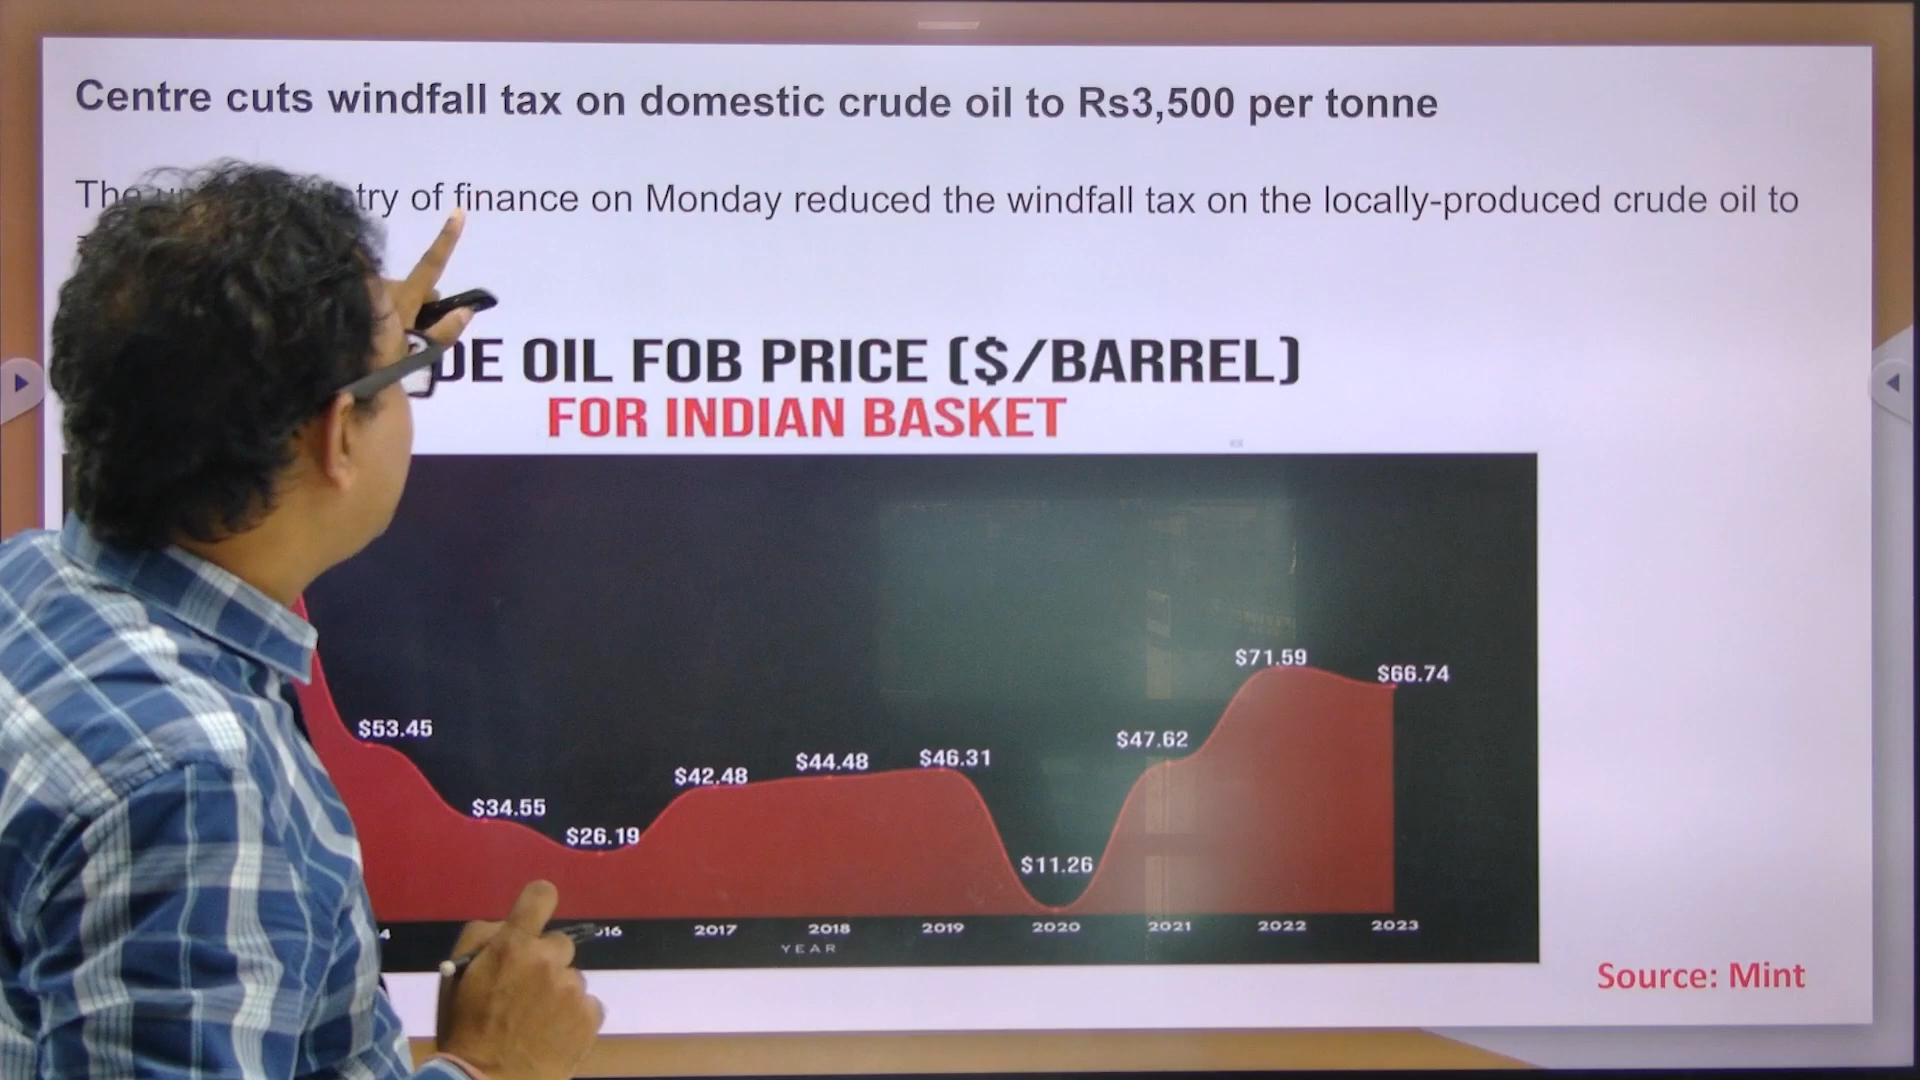 Centre cuts windfall tax on domestic crude oil to Rs3,500 per tonne
of finance on Monday reduced the windfall tax on the locally-produced crude oil to
OIL FOB PRICE ($/BARREL)
FOR INDIAN BASKET
$71.59
$66.74
$53.45
$47.62
$46.31
$44.48
$42.48
$34.55
$26.19
$11.26
2017 2018 2019 2020 2021 2022 2023
YEAR
Source: Mint